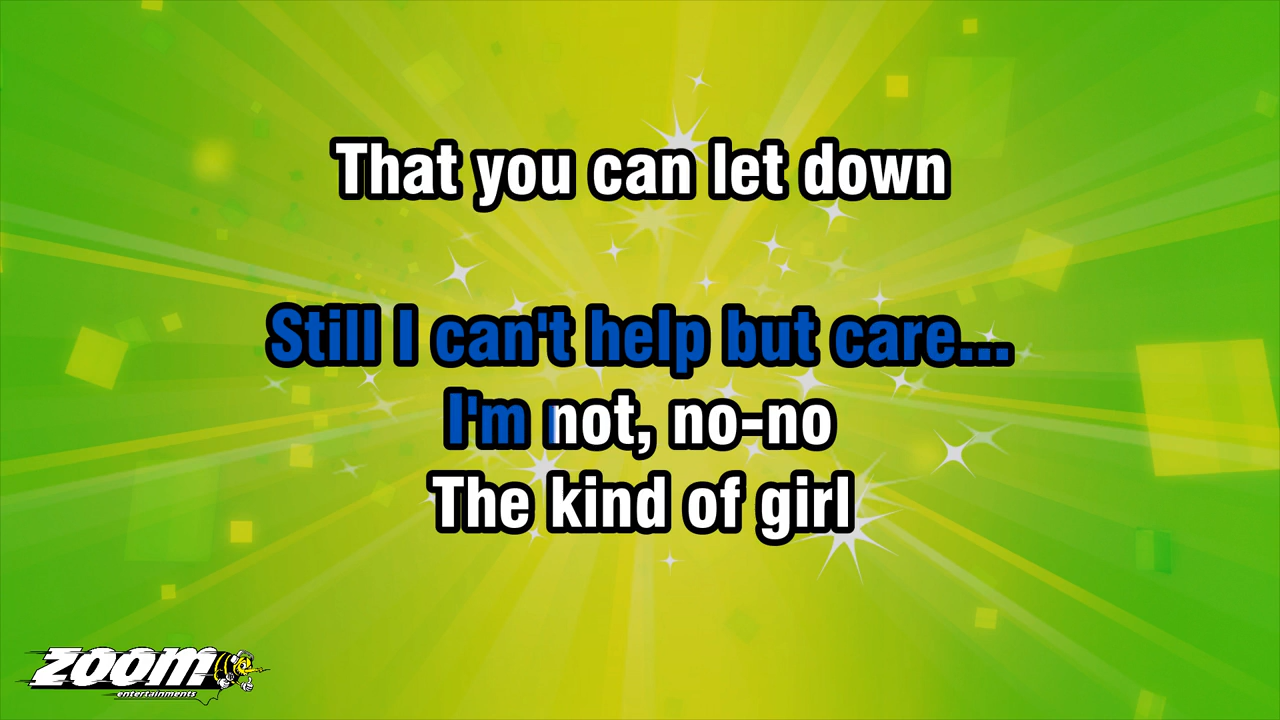 That you can let down
Still I can't help but care...
I'm not, no-no
The kind of girl
ZOOM
entertainments